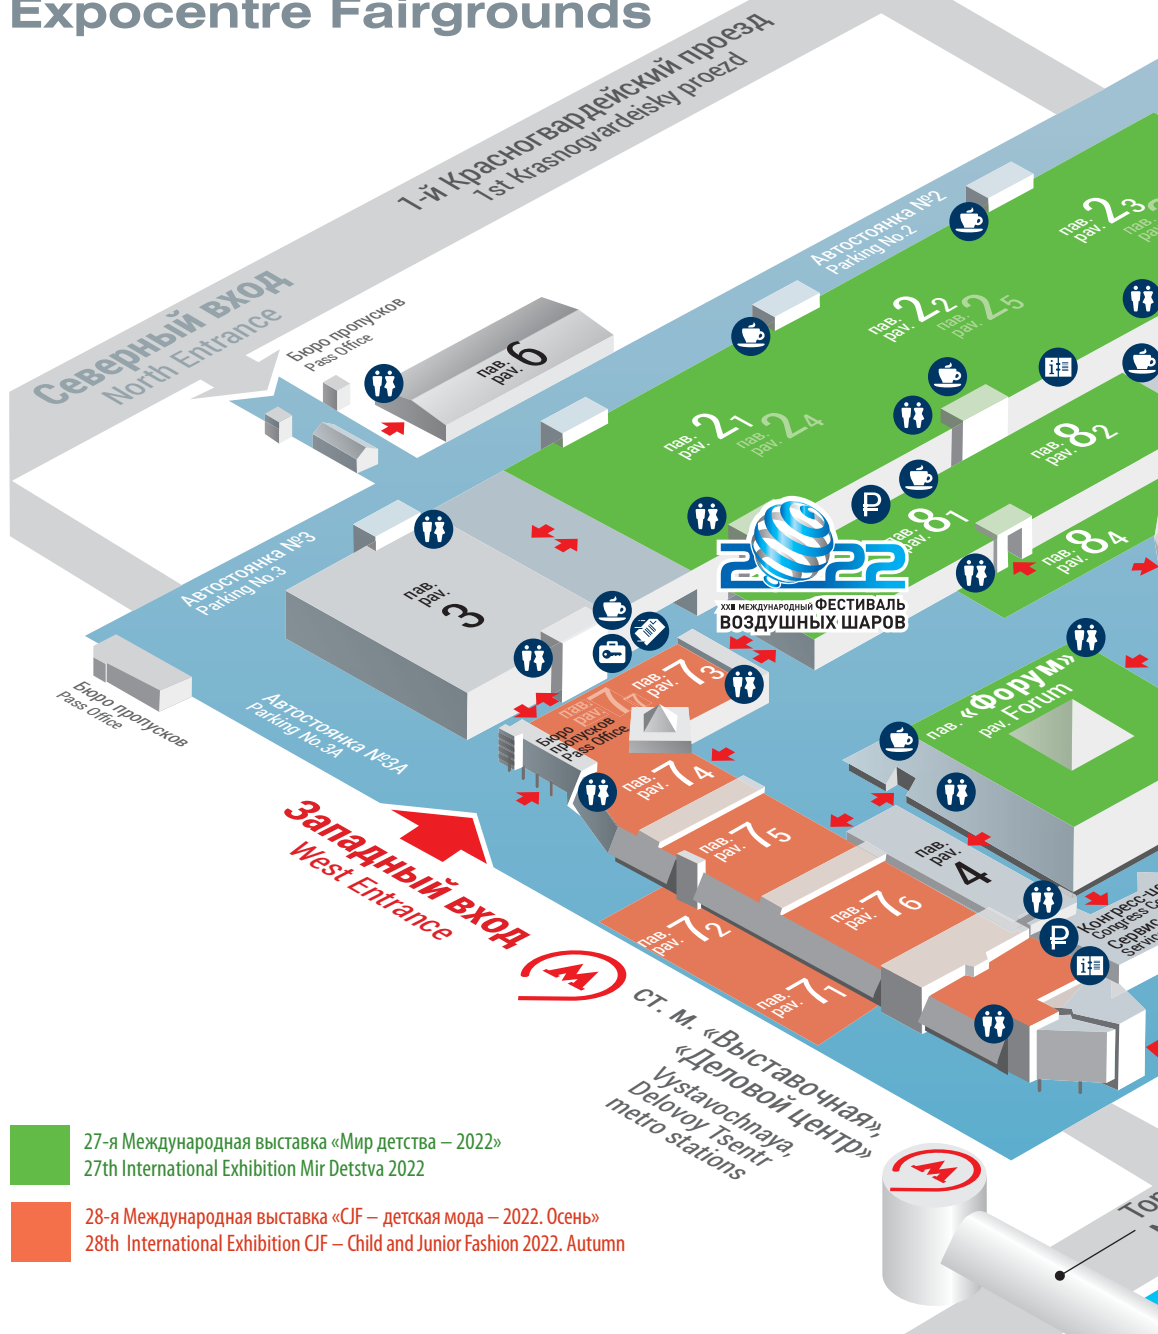 Expocentre Fairgrounds
1-й Красногвардейский проезд
1st Krasnogvardeisky proezd
Северный вход
North Entrance
Бюро пропусков
Pass Office
пав.
pav. 6
Автостоянка №2
Parking No.2
пав.
pav. 2 3
пав.
pav. 2 2
пав.
pav. 2 5
пав.
pav. 2 1
пав.
pav. 2 4
пав.
pav. 8 2
пав.
pav. 8 1
пав.
pav. 8 4
2022
XXII МЕЖДУНАРОДНЫЙ ФЕСТИВАЛЬ
ВОЗДУШНЫХ ШАРОВ
Автостоянка №3
Parking No.3
пав.
pav. 3
Бюро пропусков
Pass Office
Автостоянка №3А
Parking No.3A
пав.
pav. 7 3
пав.
pav. 7 7
Бюро
пропусков
Pass Office
пав. «Форум»
pav. Forum
пав.
pav. 7 4
пав.
pav. 7 5
пав.
pav. 7 6
пав.
pav. 4
пав.
pav. 7 2
пав.
pav. 7 1
Конгресс-це
Congress Ce
Сервис
Servic
Западный вход
West Entrance
М
ст. м. «Выставочная»,
«Деловой центр»
Vystavochnaya,
Delovoy Tsentr
metro stations
М
Тор
27-я Международная выставка «Мир детства – 2022»
27th International Exhibition Mir Detstva 2022
28-я Международная выставка «CJF – детская мода – 2022. Осень»
28th International Exhibition CJF – Child and Junior Fashion 2022. Autumn